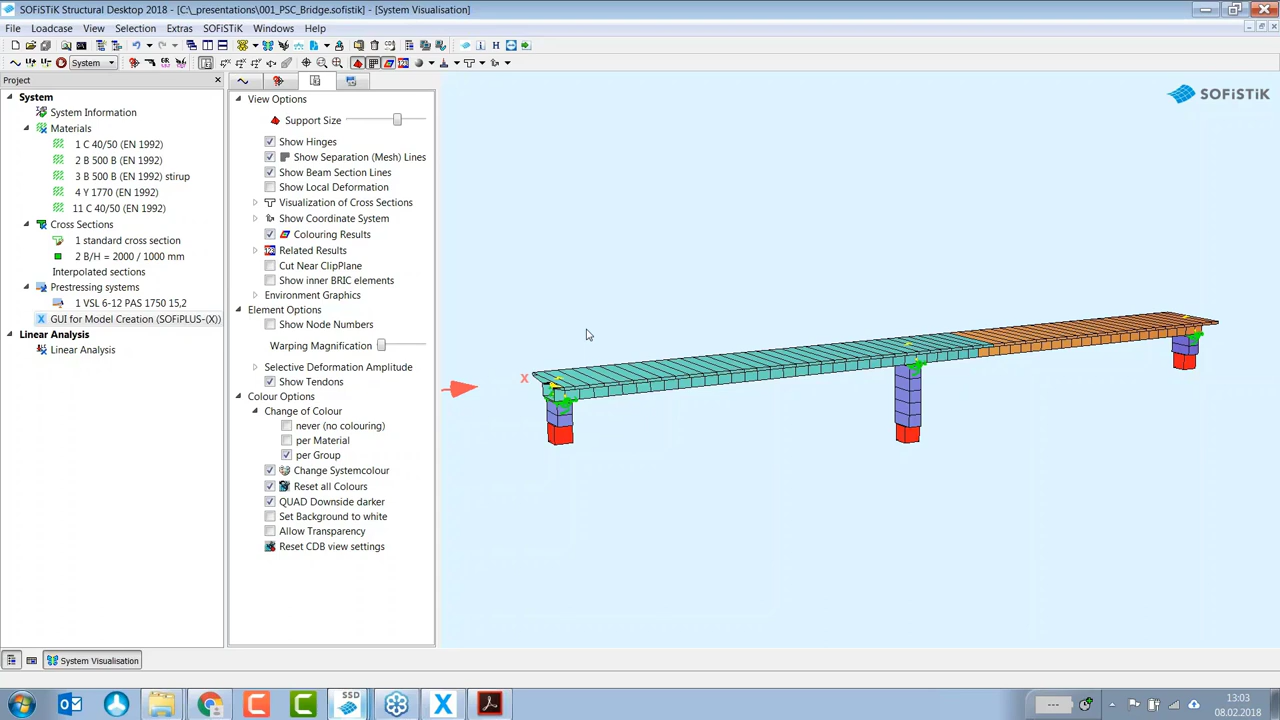 SOFiSTiK Structural Desktop 2018 - [C:\_presentations\001_PSC_Bridge.sofistik] - [System Visualisation]
File View Selection Extras SOFiSTiK Windows Help
System
Project
System
System Information
Materials
1 C 40/50 (EN 1992)
2 B 500 B (EN 1992)
3 B 500 B (EN 1992) stirup
4 Y 1770 (EN 1992)
11 C 40/50 (EN 1992)
Cross Sections
1 standard cross section
2 B/H = 2000 / 1000 mm
Interpolated sections
Prestressing systems
1 VSL 6-12 PAS 1750 15,2
GUI for Model Creation (SOFiPLUS-(X))
Linear Analysis
Linear Analysis
View Options
Support Size
Show Hinges
Show Separation (Mesh) Lines
Show Beam Section Lines
Show Local Deformation
Visualization of Cross Sections
Show Coordinate System
Colouring Results
Related Results
Cut Near ClipPlane
Show inner BRIC elements
Environment Graphics
Element Options
Show Node Numbers
Warping Magnification
Selective Deformation Amplitude
Show Tendons
Colour Options
Change of Colour
never (no colouring)
per Material
per Group
Change Systemcolour
Reset all Colours
QUAD Downside darker
Set Background to white
Allow Transparency
Reset CDB view settings
SOFiSTiK
X
System Visualisation
SSD
13:03
08.02.2018